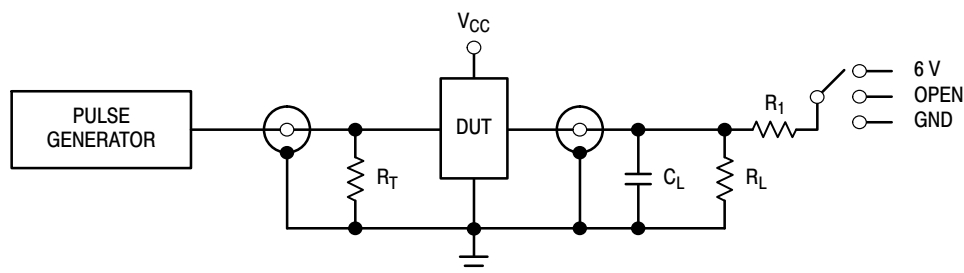 V_CC
PULSE
GENERATOR
R_T
DUT
C_L
R_L
R_1
6 V
OPEN
GND